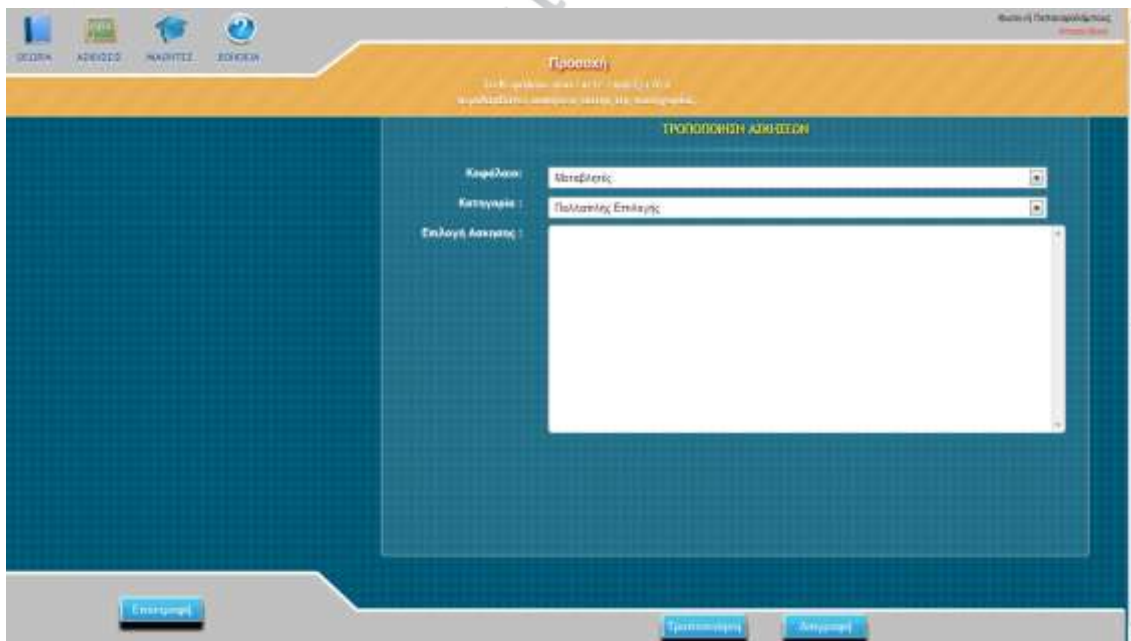 ΘΕΩΡΙΑ ΑΣΚΗΣΕΙΣ ΜΑΘΗΤΕΣ ΒΟΗΘΕΙΑ
Προσοχή
ΤΡΟΠΟΠΟΙΗΣΗ ΑΣΚΗΣΕΩΝ
Κεφάλαιο:
Μεταβλητές
Κατηγορία :
Πολλαπλής Επιλογής
Επιλογή Άσκησης :
Επιστροφή
Τροποποίηση
Διαγραφή